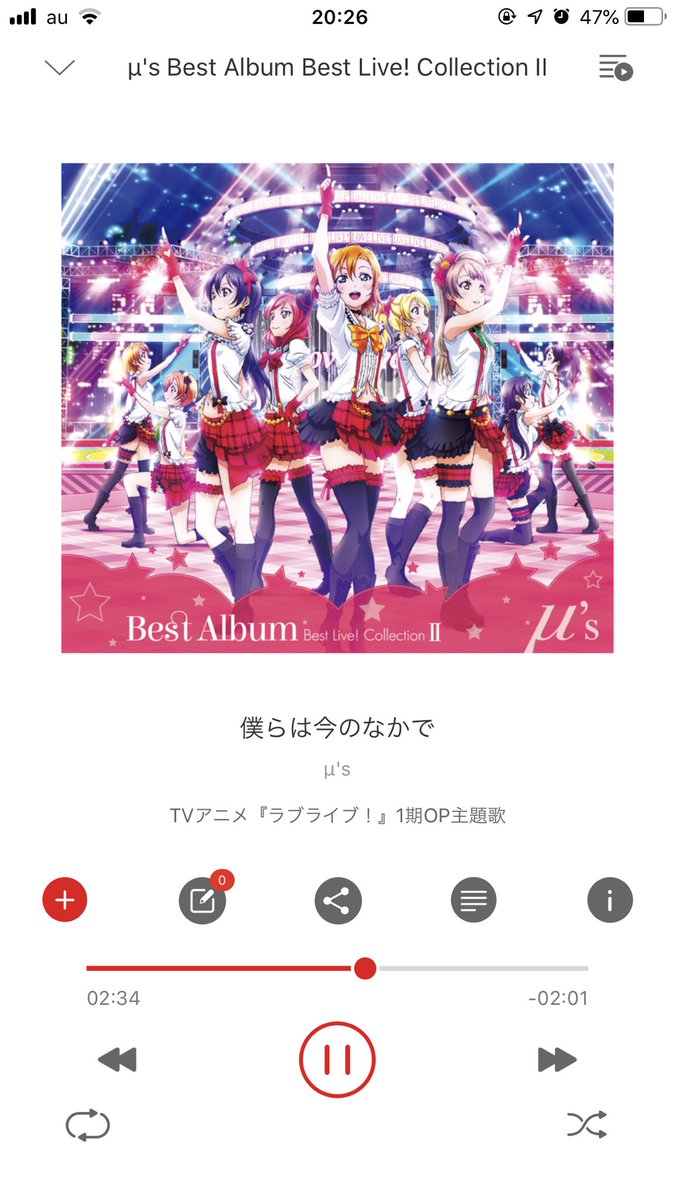 au 20:26 47%
μ's Best Album Best Live! Collection II
LOVELIVE!
Best Album Best Live! Collection II μ's
僕らは今のなかで
μ's
TVアニメ『ラブライブ！』1期OP主題歌
0
02:34 -02:01